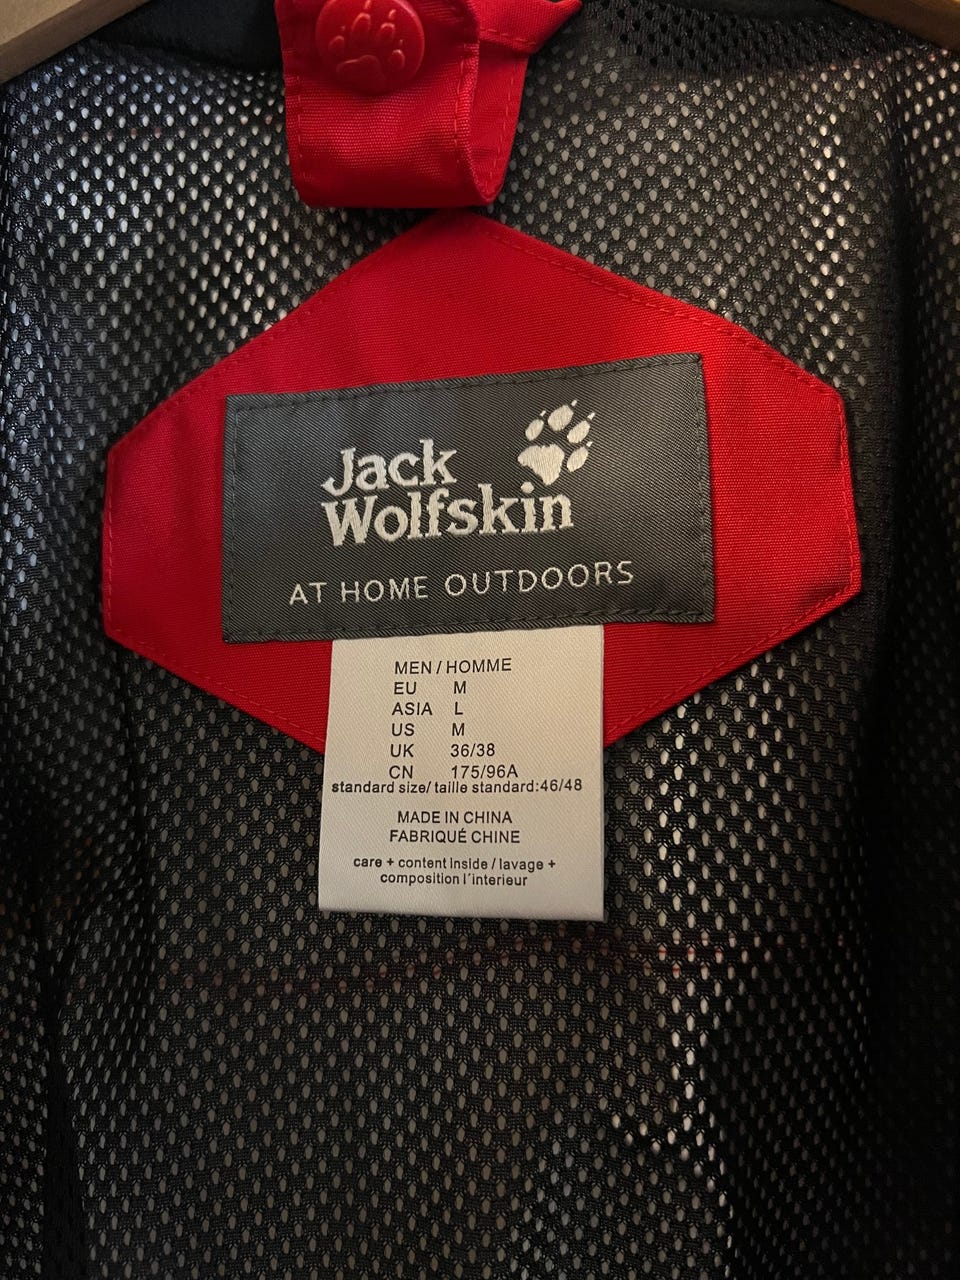 Jack
Wolfskin
AT HOME OUTDOORS
MEN / HOMME
EU M
ASIA L
US M
UK 36/38
CN 175/96A
standard size/ taille standard:46/48
MADE IN CHINA
FABRIQUÉ CHINE
care + content inside / lavage +
composition l´interieur